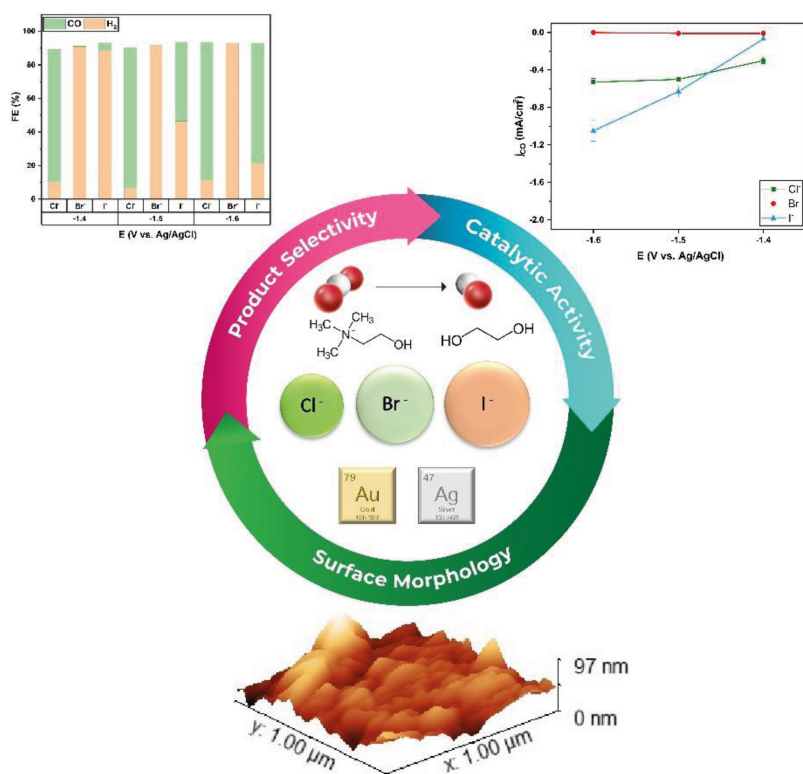 CO H₂
FE (%)
80
60
40
20
0
Cl⁻ Br⁻ I⁻ Cl⁻ Br⁻ I⁻ Cl⁻ Br⁻ I⁻
-1.4 -1.5 -1.6
E (V vs. Ag/AgCl)
j_CO (mA/cm²)
0.0
-0.4
-0.8
-1.2
-1.6
-2.0
Cl⁻
Br⁻
I⁻
-1.6 -1.5 -1.4
E (V vs. Ag/AgCl)
Product Selectivity
Catalytic Activity
H₃C CH₃
N⁺
H₃C OH
HO OH
Cl⁻ Br⁻ I⁻
79 47
Au Ag
Gold Silver
Surface Morphology
97 nm
0 nm
y: 1.00 µm x: 1.00 µm